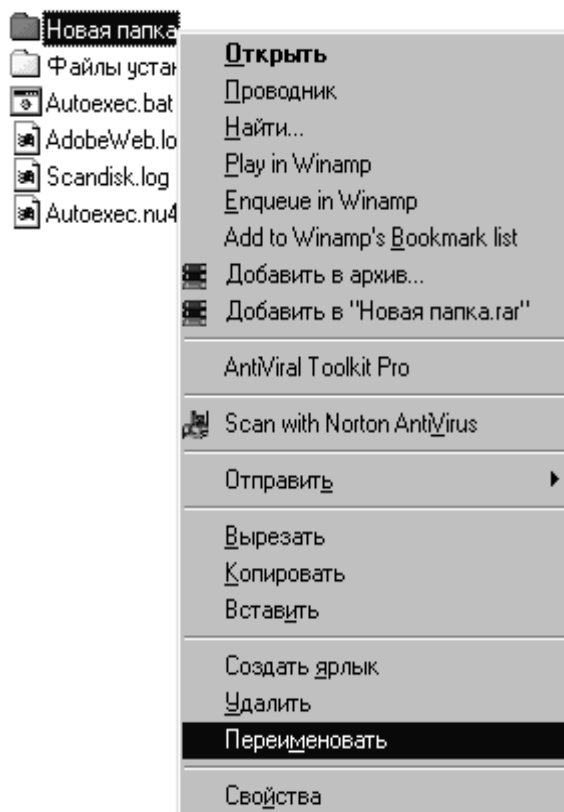 Новая папка
Файлы уста
Autoexec.bat
AdobeWeb.lo
Scandisk.log
Autoexec.nu4
Открыть
Проводник
Найти...
Play in Winamp
Enqueue in Winamp
Add to Winamp's Bookmark list
Добавить в архив...
Добавить в "Новая папка.rar"
AntiViral Toolkit Pro
Scan with Norton AntiVirus
Отправить
Вырезать
Копировать
Вставить
Создать ярлык
Удалить
Переименовать
Свойства